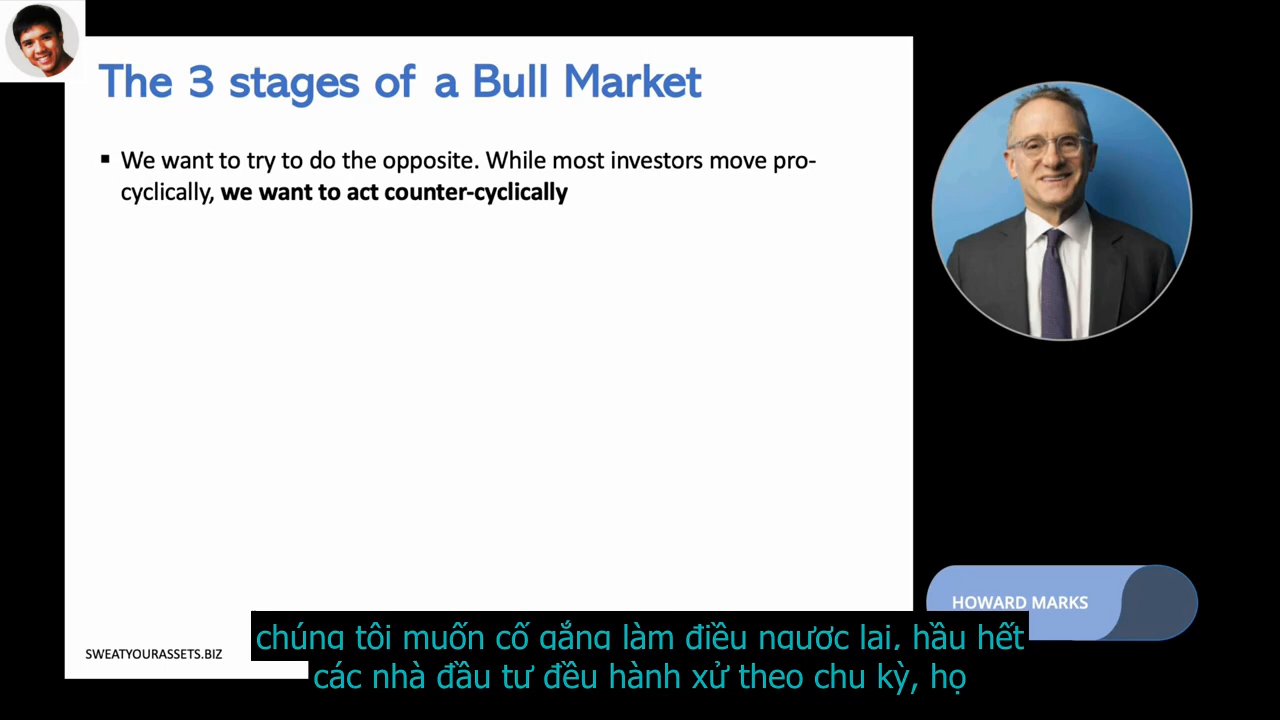 The 3 stages of a Bull Market
▪ We want to try to do the opposite. While most investors move pro-
cyclically, we want to act counter-cyclically
HOWARD MARKS
SWEATYOURASSETS.BIZ
chúng tôi muốn cố gắng làm điều ngược lại, hầu hết
các nhà đầu tư đều hành xử theo chu kỳ, họ